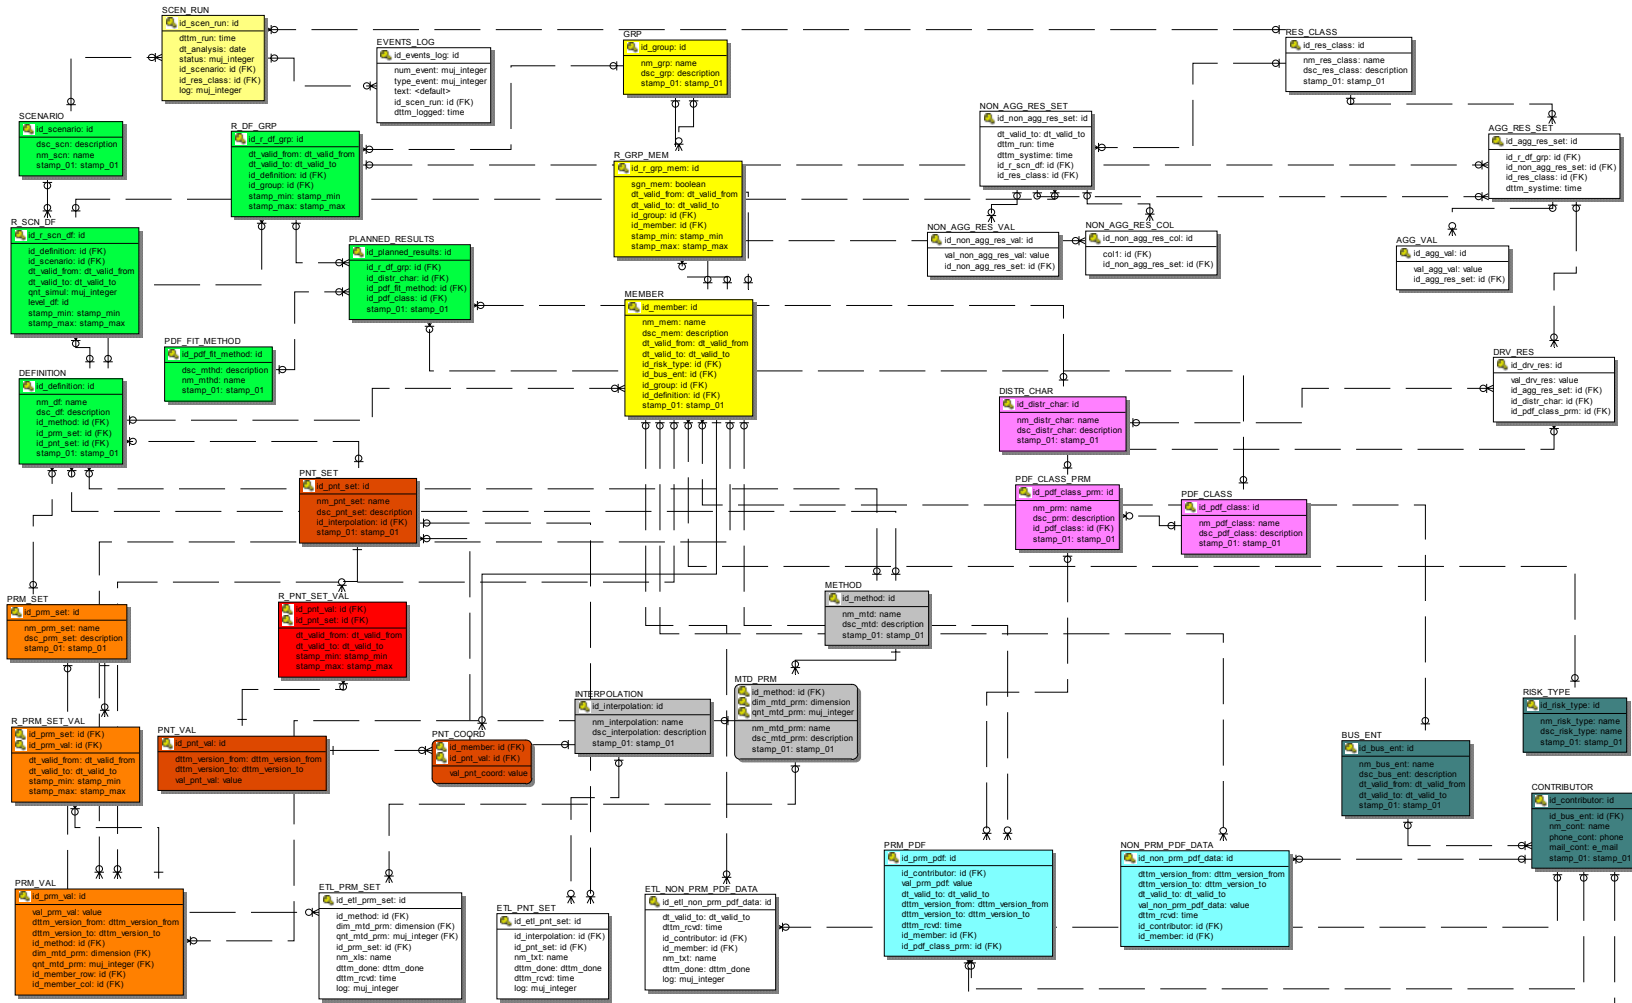 SCEN_RUN
id_scen_run: id
dttm_run: time
dt_analysis: date
status: muj_integer
id_scenario: id (FK)
id_res_class: id (FK)
log: muj_integer
EVENTS_LOG
id_events_log: id
num_event: muj_integer
type_event: muj_integer
text: <default>
id_scen_run: id (FK)
dttm_logged: time
GRP
id_group: id
nm_grp: name
dsc_grp: description
stamp_01: stamp_01
RES_CLASS
id_res_class: id
nm_res_class: name
dsc_res_class: description
stamp_01: stamp_01
SCENARIO
id_scenario: id
dsc_scn: description
nm_scn: name
stamp_01: stamp_01
R_DF_GRP
id_r_df_grp: id
dt_valid_from: dt_valid_from
dt_valid_to: dt_valid_to
id_definition: id (FK)
id_group: id (FK)
stamp_min: stamp_min
stamp_max: stamp_max
R_GRP_MEM
id_r_grp_mem: id
sgn_mem: boolean
dt_valid_from: dt_valid_from
dt_valid_to: dt_valid_to
id_group: id (FK)
id_member: id (FK)
stamp_min: stamp_min
stamp_max: stamp_max
NON_AGG_RES_SET
id_non_agg_res_set: id
dt_valid_to: dt_valid_to
dttm_run: time
dttm_systime: time
id_r_scn_df: id (FK)
id_res_class: id (FK)
AGG_RES_SET
id_agg_res_set: id
id_r_df_grp: id (FK)
id_non_agg_res_set: id (FK)
id_res_class: id (FK)
dttm_systime: time
R_SCN_DF
id_r_scn_df: id
id_definition: id (FK)
id_scenario: id (FK)
dt_valid_from: dt_valid_from
dt_valid_to: dt_valid_to
qnt_simul: muj_integer
level_df: id
stamp_min: stamp_min
stamp_max: stamp_max
PLANNED_RESULTS
id_planned_results: id
id_r_df_grp: id (FK)
id_distr_char: id (FK)
id_pdf_fit_method: id (FK)
id_pdf_class: id (FK)
stamp_01: stamp_01
NON_AGG_RES_VAL
id_non_agg_res_val: id
val_non_agg_res_val: value
id_non_agg_res_set: id (FK)
NON_AGG_RES_COL
id_non_agg_res_col: id
col1: id (FK)
id_non_agg_res_set: id (FK)
AGG_VAL
id_agg_val: id
val_agg_val: value
id_agg_res_set: id (FK)
MEMBER
id_member: id
nm_mem: name
dsc_mem: description
dt_valid_from: dt_valid_from
dt_valid_to: dt_valid_to
id_risk_type: id (FK)
id_bus_ent: id (FK)
id_group: id (FK)
id_definition: id (FK)
stamp_01: stamp_01
PDF_FIT_METHOD
id_pdf_fit_method: id
dsc_mthd: description
nm_mthd: name
stamp_01: stamp_01
DRV_RES
id_drv_res: id
val_drv_res: value
id_agg_res_set: id (FK)
id_distr_char: id (FK)
id_pdf_class_prm: id (FK)
DEFINITION
id_definition: id
nm_df: name
dsc_df: description
id_method: id (FK)
id_prm_set: id (FK)
id_pnt_set: id (FK)
stamp_01: stamp_01
DISTR_CHAR
id_distr_char: id
nm_distr_char: name
dsc_distr_char: description
stamp_01: stamp_01
PNT_SET
id_pnt_set: id
nm_pnt_set: name
dsc_pnt_set: description
id_interpolation: id (FK)
stamp_01: stamp_01
PDF_CLASS_PRM
id_pdf_class_prm: id
nm_prm: name
dsc_prm: description
id_pdf_class: id (FK)
stamp_01: stamp_01
PDF_CLASS
id_pdf_class: id
nm_pdf_class: name
dsc_pdf_class: description
stamp_01: stamp_01
PRM_SET
id_prm_set: id
nm_prm_set: name
dsc_prm_set: description
stamp_01: stamp_01
R_PNT_SET_VAL
id_pnt_val: id (FK)
id_pnt_set: id (FK)
dt_valid_from: dt_valid_from
dt_valid_to: dt_valid_to
stamp_min: stamp_min
stamp_max: stamp_max
METHOD
id_method: id
nm_mtd: name
dsc_mtd: description
stamp_01: stamp_01
R_PRM_SET_VAL
id_prm_set: id (FK)
id_prm_val: id (FK)
dt_valid_from: dt_valid_from
dt_valid_to: dt_valid_to
stamp_min: stamp_min
stamp_max: stamp_max
PNT_VAL
id_pnt_val: id
dttm_version_from: dttm_version_from
dttm_version_to: dttm_version_to
val_pnt_val: value
PNT_COORD
id_member: id (FK)
id_pnt_val: id (FK)
val_pnt_coord: value
INTERPOLATION
id_interpolation: id
nm_interpolation: name
dsc_interpolation: description
stamp_01: stamp_01
MTD_PRM
id_method: id (FK)
dim_mtd_prm: dimension
qnt_mtd_prm: muj_integer
nm_mtd_prm: name
dsc_mtd_prm: description
stamp_01: stamp_01
RISK_TYPE
id_risk_type: id
nm_risk_type: name
dsc_risk_type: name
stamp_01: stamp_01
BUS_ENT
id_bus_ent: id
nm_bus_ent: name
dsc_bus_ent: description
dt_valid_from: dt_valid_from
dt_valid_to: dt_valid_to
stamp_01: stamp_01
CONTRIBUTOR
id_contributor: id
id_bus_ent: id (FK)
nm_cont: name
phone_cont: phone
mail_cont: e_mail
stamp_01: stamp_01
PRM_VAL
id_prm_val: id
val_prm_val: value
dttm_version_from: dttm_version_from
dttm_version_to: dttm_version_to
id_method: id (FK)
dim_mtd_prm: dimension (FK)
qnt_mtd_prm: muj_integer (FK)
id_member_row: id (FK)
id_member_col: id (FK)
ETL_PRM_SET
id_etl_prm_set: id
id_method: id (FK)
dim_mtd_prm: dimension (FK)
qnt_mtd_prm: muj_integer (FK)
id_prm_set: id (FK)
nm_xls: name
dttm_done: dttm_done
dttm_rcvd: time
log: muj_integer
ETL_PNT_SET
id_etl_pnt_set: id
id_interpolation: id (FK)
id_pnt_set: id (FK)
nm_txt: name
dttm_done: dttm_done
dttm_rcvd: time
log: muj_integer
ETL_NON_PRM_PDF_DATA
id_etl_non_prm_pdf_data: id
dt_valid_to: dt_valid_to
dttm_rcvd: time
id_contributor: id (FK)
id_member: id (FK)
nm_txt: name
dttm_done: dttm_done
log: muj_integer
PRM_PDF
id_prm_pdf: id
id_contributor: id (FK)
val_prm_pdf: value
dt_valid_to: dt_valid_to
dttm_version_from: dttm_version_from
dttm_version_to: dttm_version_to
dttm_rcvd: time
id_member: id (FK)
id_pdf_class_prm: id (FK)
NON_PRM_PDF_DATA
id_non_prm_pdf_data: id
dttm_version_from: dttm_version_from
dttm_version_to: dttm_version_to
dt_valid_to: dt_valid_to
val_non_prm_pdf_data: value
dttm_rcvd: time
id_contributor: id (FK)
id_member: id (FK)